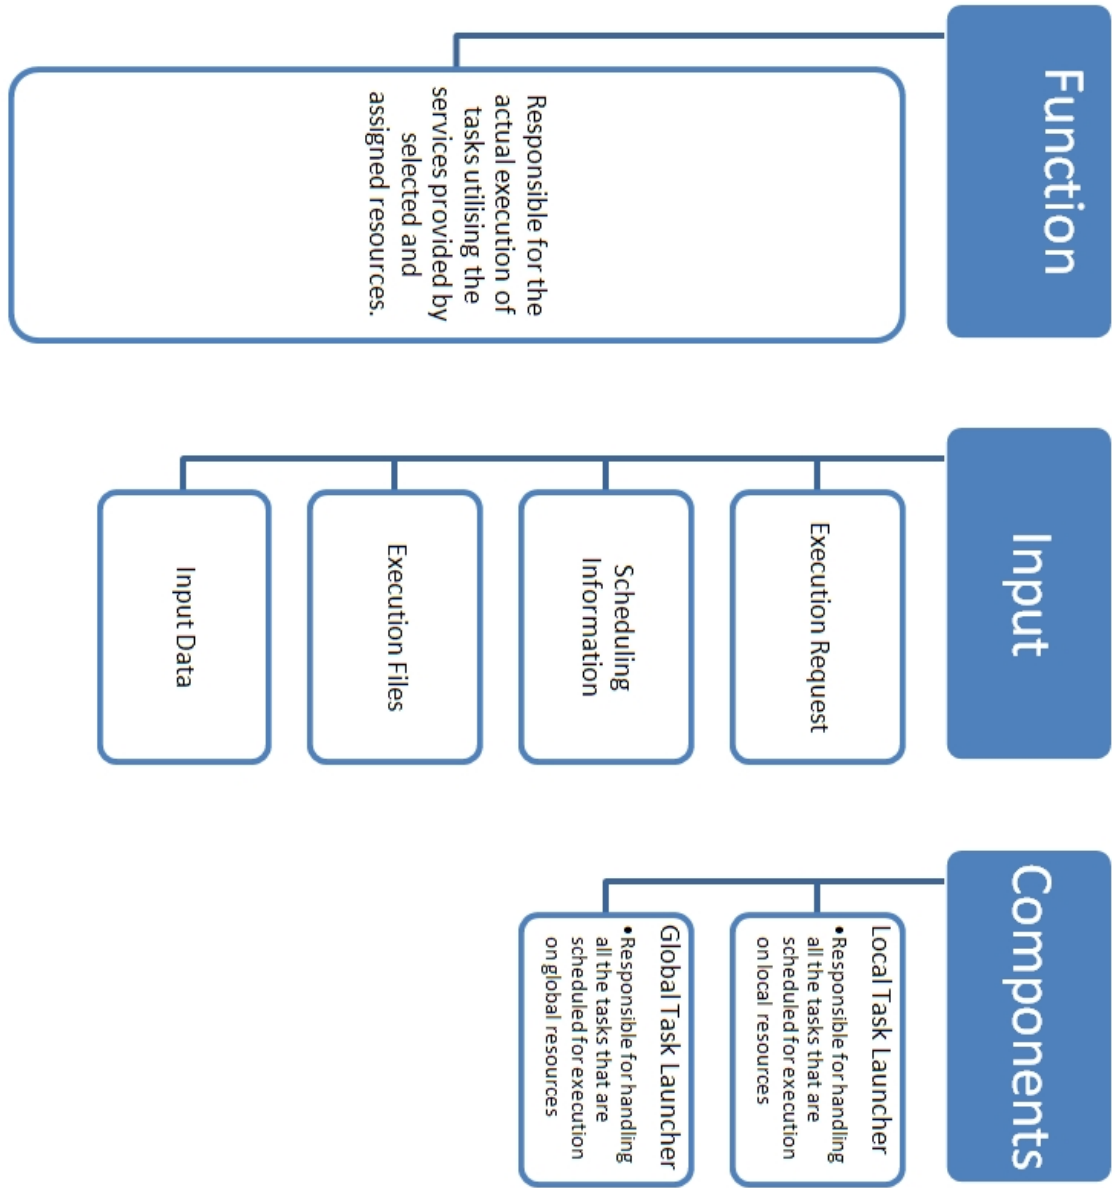 Function
Responsible for the
actual execution of
tasks utilising the
services provided by
selected and
assigned resources.
Input
Execution Request
Scheduling
Information
Execution Files
Input Data
Components
Local Task Launcher
•Responsible for handling
all the tasks that are
scheduled for execution
on local resources
Global Task Launcher
•Responsible for handling
all the tasks that are
scheduled for execution
on global resources